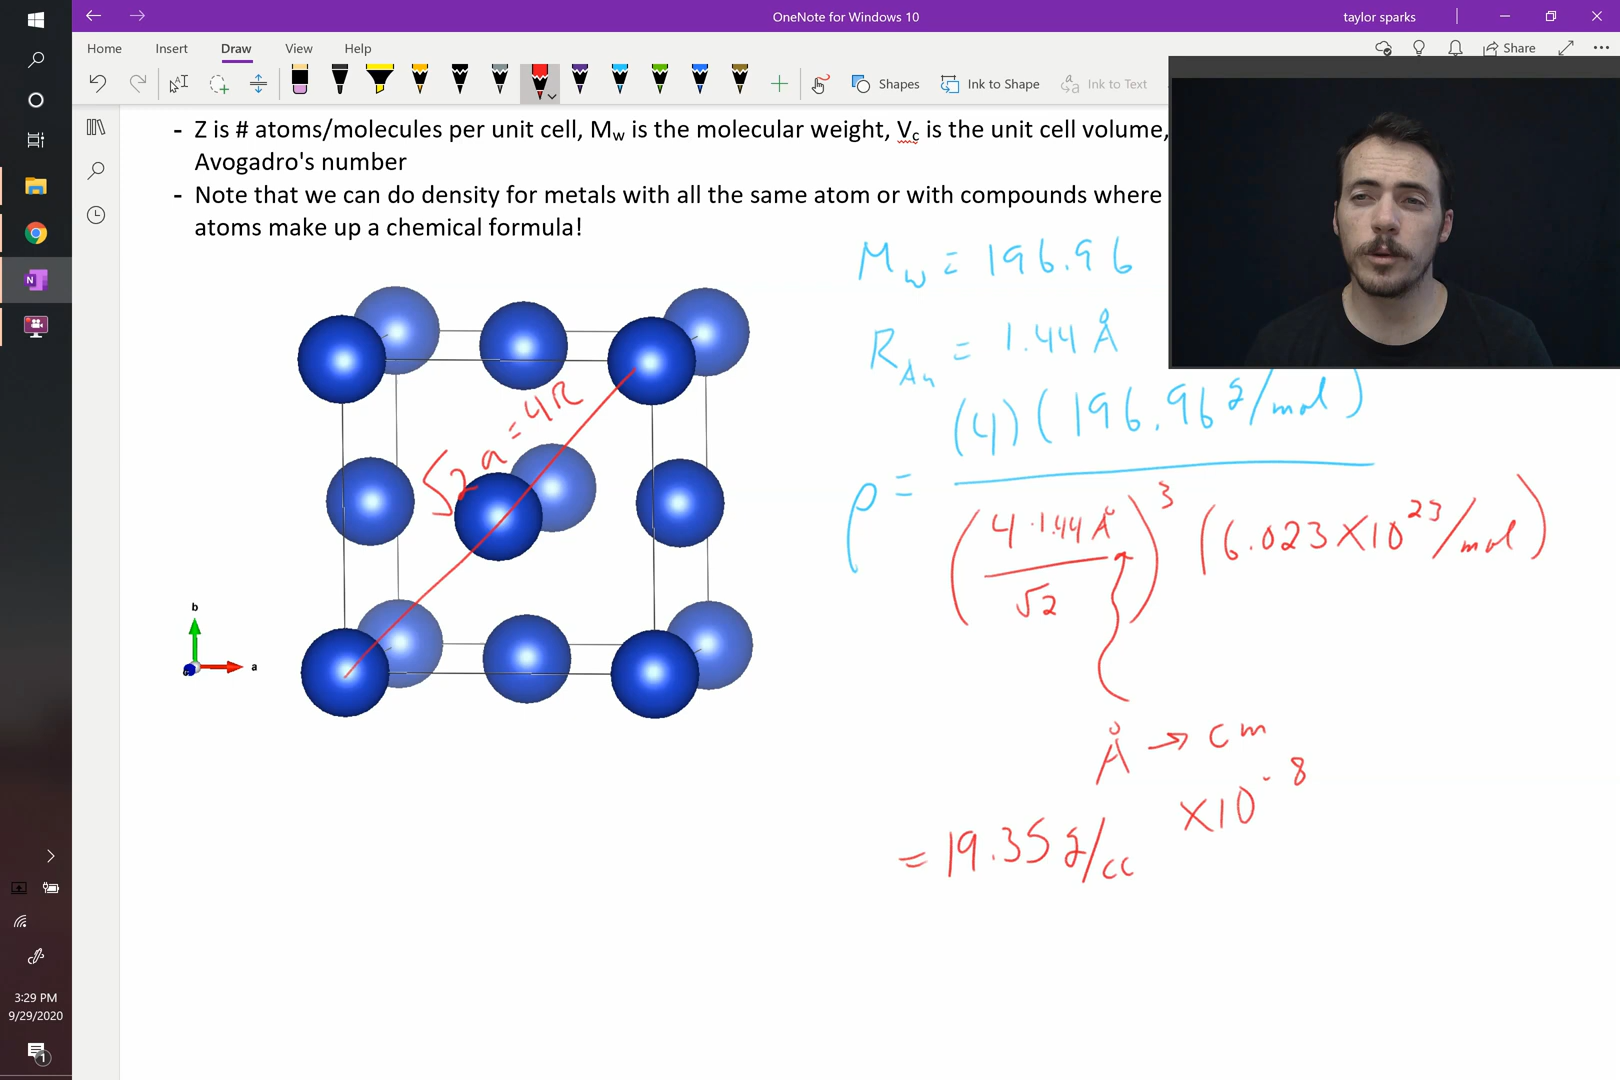 OneNote for Windows 10
taylor sparks
Home Insert Draw View Help
Share
Shapes Ink to Shape Ink to Text
- Z is # atoms/molecules per unit cell, Mw is the molecular weight, Vc is the unit cell volume,
Avogadro's number
- Note that we can do density for metals with all the same atom or with compounds where
atoms make up a chemical formula!
Mw = 196.96
RAu = 1.44 Å
√2 a = 4R
ρ = (4)(196.96 g/mol)
(4·1.44 Å
√2)³ (6.023 X10²³/mol)
Å → cm
X10⁻⁸
= 19.35 g/cc
b
a
3:29 PM
9/29/2020
1